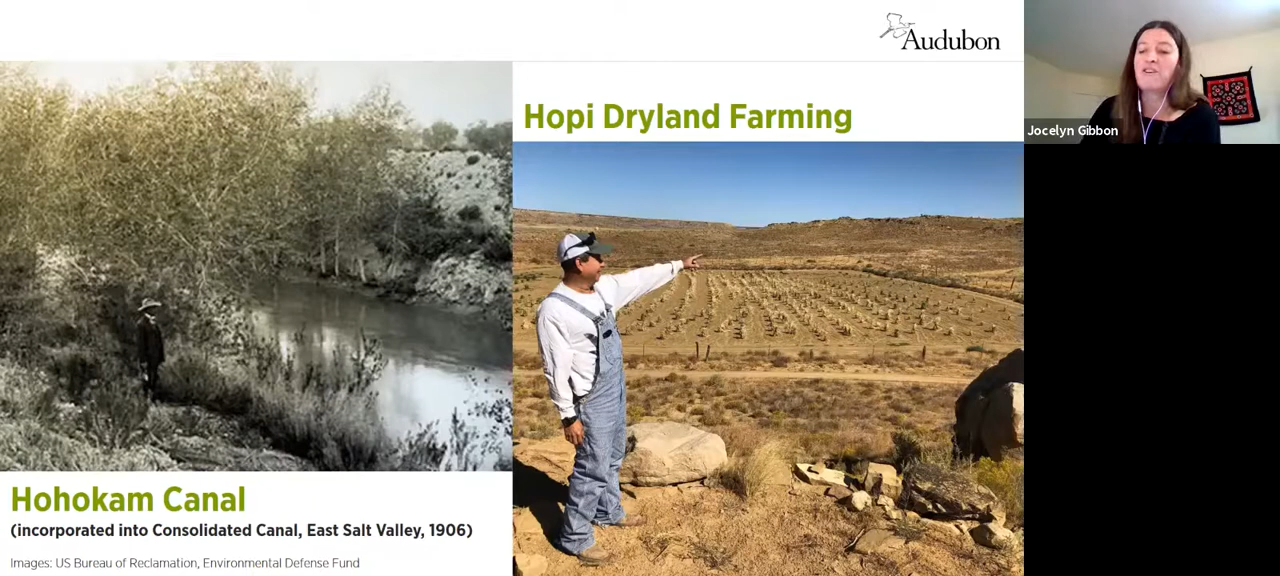 Audubon
Jocelyn Gibbon
Hopi Dryland Farming
Hohokam Canal
(incorporated into Consolidated Canal, East Salt Valley, 1906)
Images: US Bureau of Reclamation, Environmental Defense Fund